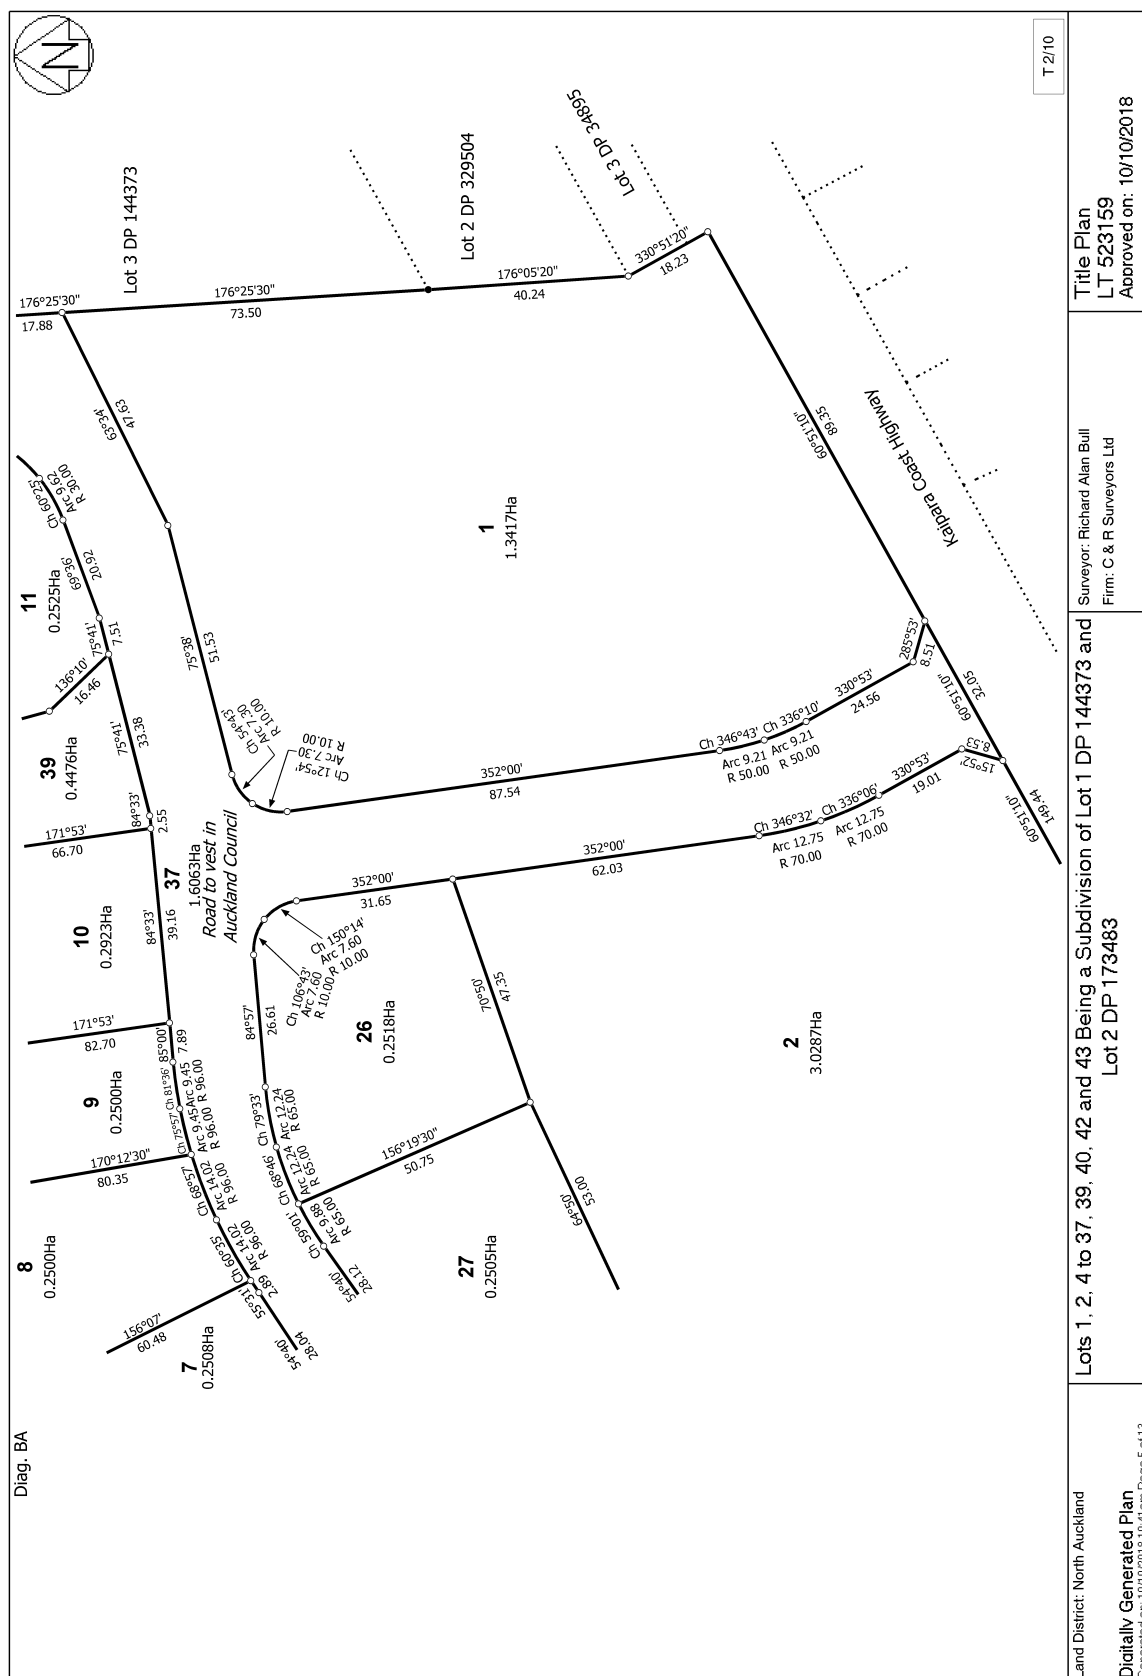 Diag. BA
N
T 2/10
Lot 3 DP 144373
Lot 2 DP 329504
Lot 3 DP 34895
176°25'30"
17.88
176°25'30"
73.50
176°05'20"
40.24
330°51'20"
18.23
63°34'
47.63
Ch 60°25'
Arc 9.62
R 30.00
69°36'
20.92
11
0.2525Ha
75°41'
7.51
136°10'
16.46
75°41'
33.38
39
0.4476Ha
84°33'
2.55
171°53'
66.70
75°38'
51.53
Ch 54°43'
Arc 7.30
R 10.00
Ch 12°54'
Arc 7.30
R 10.00
1
1.3417Ha
60°51'10"
89.35
Kaipara Coast Highway
352°00'
87.54
Ch 346°43'
Arc 9.21
R 50.00
Ch 336°10'
Arc 9.21
R 50.00
330°53'
24.56
285°53'
8.51
60°51'10"
32.05
15°52'
8.53
60°51'10"
149.44
330°53'
19.01
Ch 336°06'
Arc 12.75
R 70.00
Ch 346°32'
Arc 12.75
R 70.00
352°00'
62.03
352°00'
31.65
37
1.6063Ha
Road to vest in
Auckland Council
10
0.2923Ha
84°33'
39.16
Ch 150°14'
Arc 7.60
R 10.00
Ch 106°43'
Arc 7.60
R 10.00
84°57'
26.61
26
0.2518Ha
70°50'
47.35
2
3.0287Ha
171°53'
82.70
85°00'
7.89
9
0.2500Ha
Ch 81°36'
Arc 9.45
R 96.00
Ch 75°57'
Arc 9.45
R 96.00
170°12'30"
80.35
Ch 68°57'
Arc 14.02
R 96.00
Ch 60°35'
Arc 14.02
R 96.00
Ch 79°33'
Arc 12.24
R 65.00
Ch 68°46'
Arc 12.24
R 65.00
156°19'30"
50.75
Ch 59°01'
Arc 9.88
R 65.00
54°40'
28.12
64°50'
53.00
27
0.2505Ha
8
0.2500Ha
55°31'
2.89
156°07'
60.48
54°40'
28.04
7
0.2508Ha
Land District: North Auckland
Digitally Generated Plan
Generated on: 10/10/2018 10:41am Page 5 of 13
Lots 1, 2, 4 to 37, 39, 40, 42 and 43 Being a Subdivision of Lot 1 DP 144373 and
Lot 2 DP 173483
Surveyor: Richard Alan Bull
Firm: C & R Surveyors Ltd
Title Plan
LT 523159
Approved on: 10/10/2018